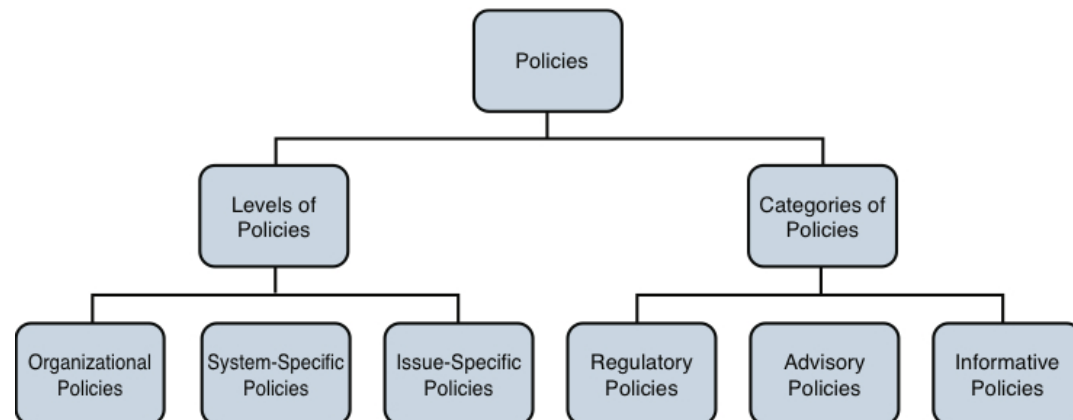 Policies
Levels of
Policies
Categories of
Policies
Organizational
Policies
System-Specific
Policies
Issue-Specific
Policies
Regulatory
Policies
Advisory
Policies
Informative
Policies